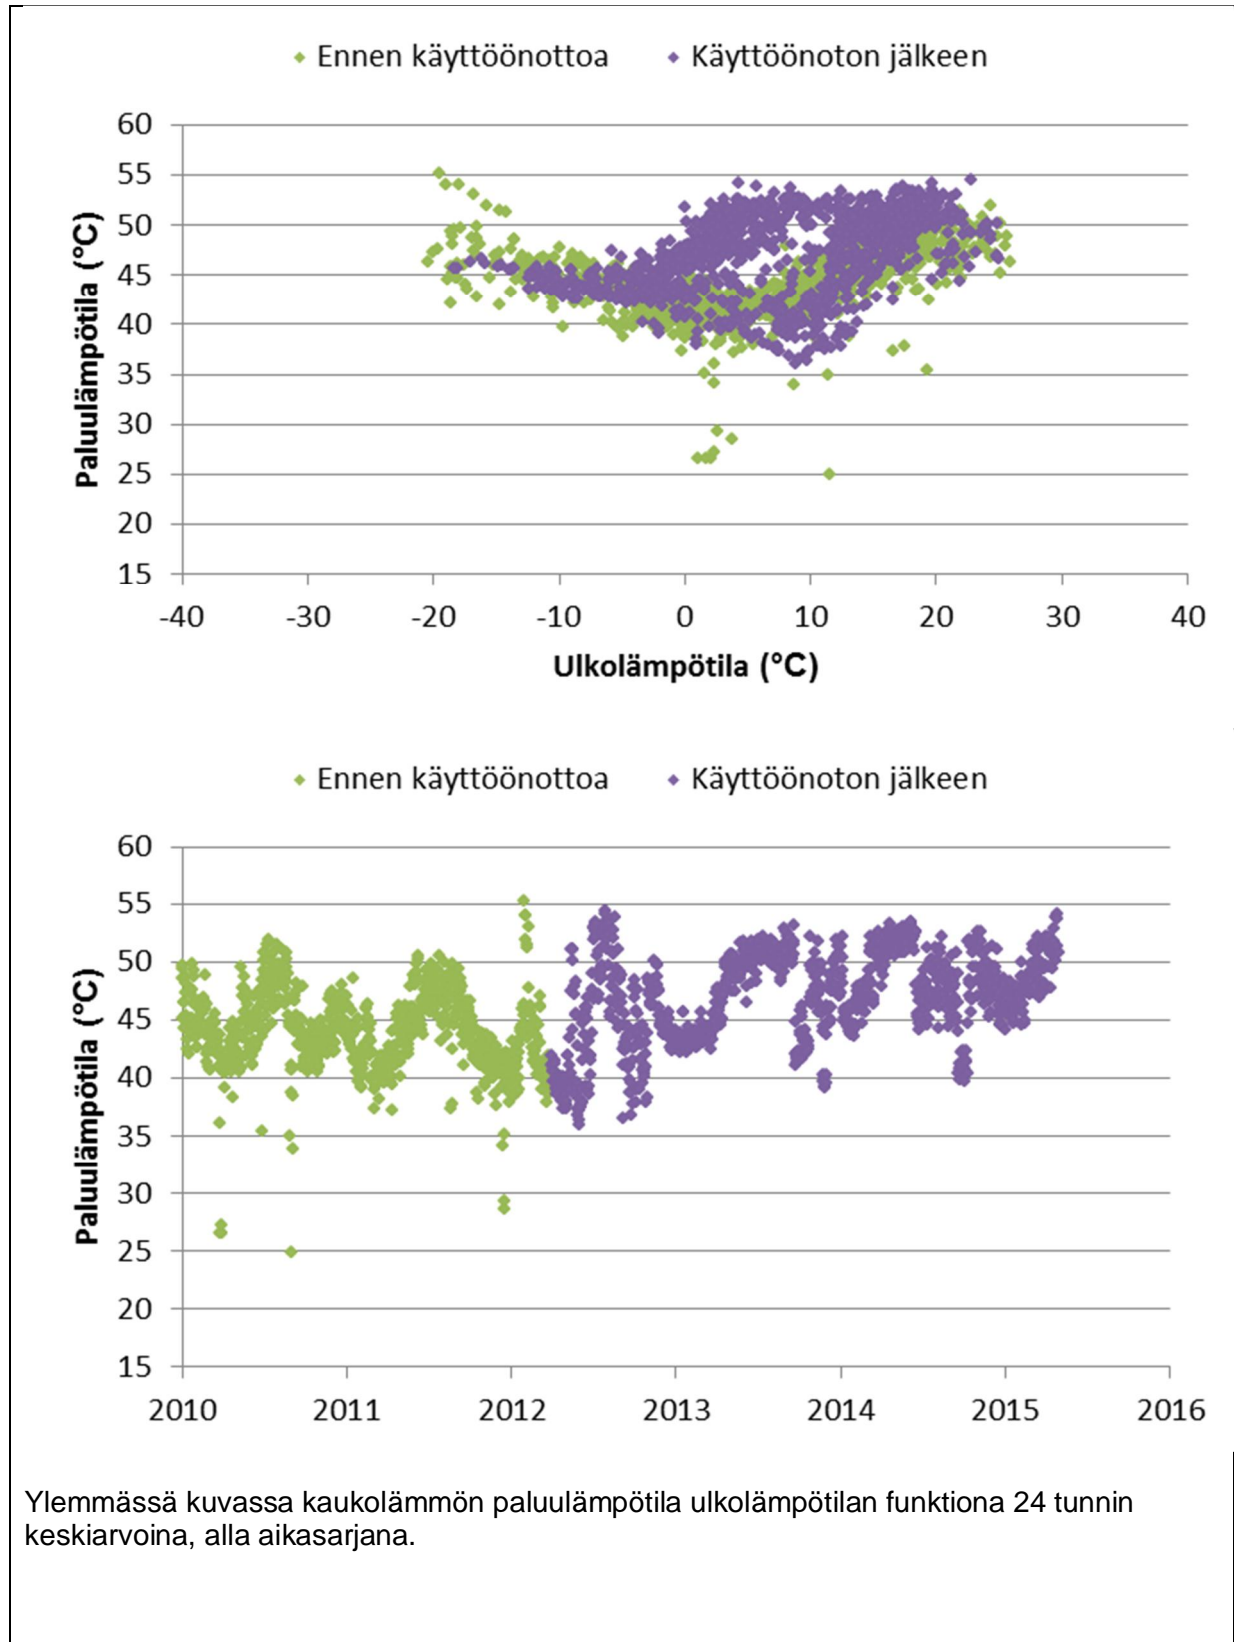 Ennen käyttöönottoa Käyttöönoton jälkeen
60
55
50
45
40
35
30
25
20
15
Paluulämpötila (°C)
-40 -30 -20 -10 0 10 20 30 40
Ulkolämpötila (°C)
Ennen käyttöönottoa Käyttöönoton jälkeen
60
55
50
45
40
35
30
25
20
15
Paluulämpötila (°C)
2010 2011 2012 2013 2014 2015 2016
Ylemmässä kuvassa kaukolämmön paluulämpötila ulkolämpötilan funktiona 24 tunnin
keskiarvoina, alla aikasarjana.